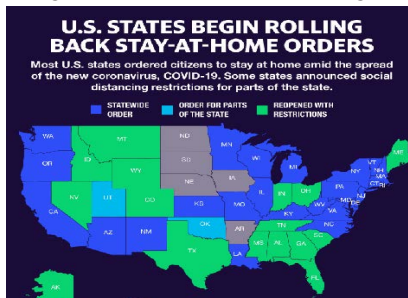 U.S. STATES BEGIN ROLLING
BACK STAY-AT-HOME ORDERS
Most U.S. states ordered citizens to stay at home amid the spread
of the new coronavirus, COVID-19. Some states announced social
distancing restrictions for parts of the state.
STATEWIDE
ORDER
ORDER FOR PARTS
OF THE STATE
REOPENED WITH
RESTRICTIONS
WA
MT
ND
MN
ME
OR
ID
SD
WI
MI
VT
NH
NY
MA
CT
RI
WY
NE
IA
PA
NJ
NV
UT
CO
IL
IN
OH
MD
DE
CA
KS
MO
WV
VA
KY
NC
AZ
NM
OK
AR
TN
SC
MS
AL
GA
TX
LA
FL
AK